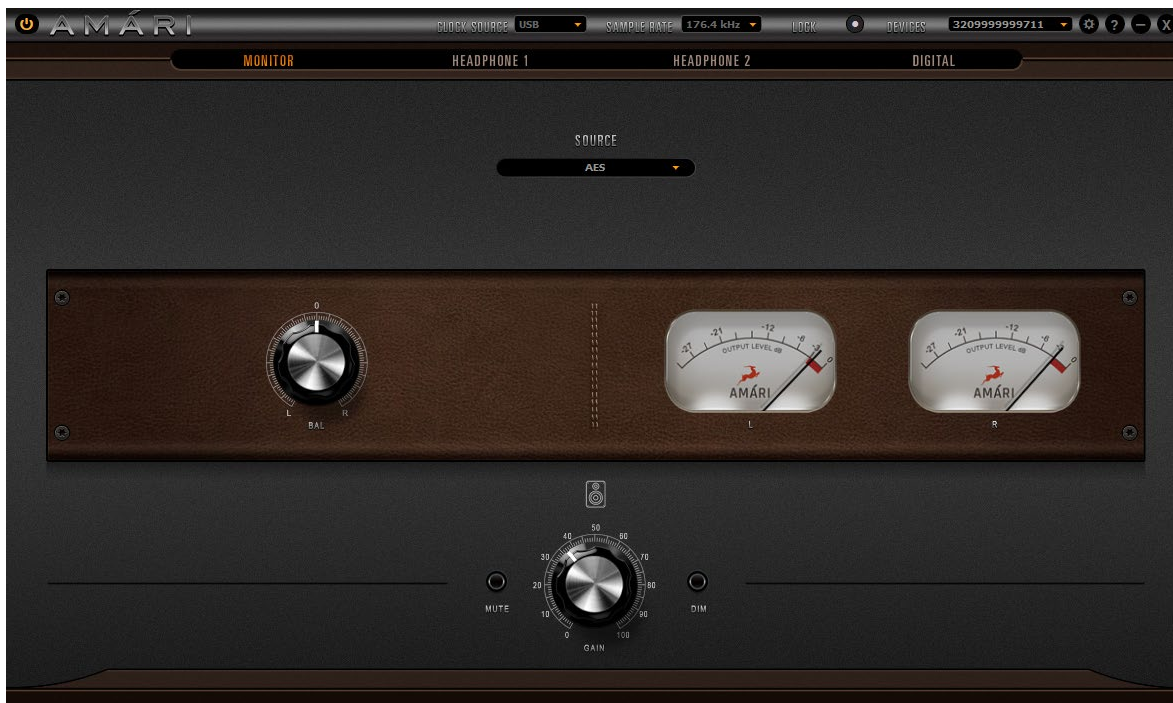 AMÁRI CLOCK SOURCE USB SAMPLE RATE 176.4 kHz LOCK DEVICES 3209999999711 ? – X
MONITOR HEADPHONE 1 HEADPHONE 2 DIGITAL
SOURCE
AES
0
L R
BAL
-27 -21 -12 -6 -3 0
OUTPUT LEVEL dB
AMÁRI
L
-27 -21 -12 -6 0
OUTPUT LEVEL dB
AMÁRI
R
0 10 20 30 40 50 60 70 80 90 100
MUTE
GAIN
DIM